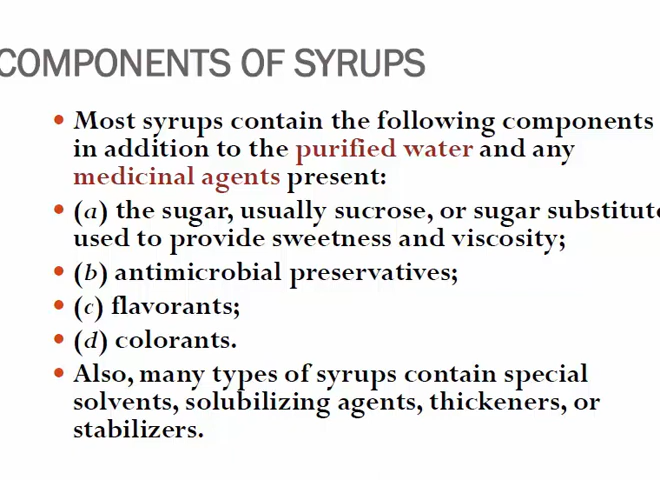 COMPONENTS OF SYRUPS
• Most syrups contain the following components
in addition to the purified water and any
medicinal agents present:
• (a) the sugar, usually sucrose, or sugar substitute
used to provide sweetness and viscosity;
• (b) antimicrobial preservatives;
• (c) flavorants;
• (d) colorants.
• Also, many types of syrups contain special
solvents, solubilizing agents, thickeners, or
stabilizers.